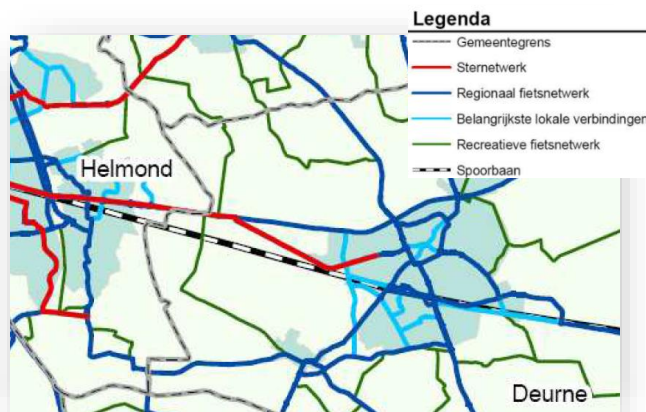 Legenda
Gemeentegrens
Sternetwerk
Regionaal fietsnetwerk
Belangrijkste lokale verbindingen
Recreatieve fietsnetwerk
Spoorbaan
Helmond
Deurne